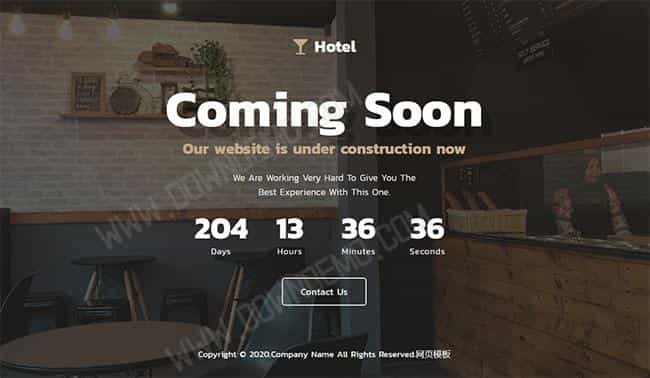 SELF SERVICE
Hotel
Coming Soon
Our website is under construction now
We Are Working Very Hard To Give You The
Best Experience With This One.
204 13 36 36
Days Hours Minutes Seconds
Contact Us
Copyright © 2020.Company Name All Rights Reserved.网页模板